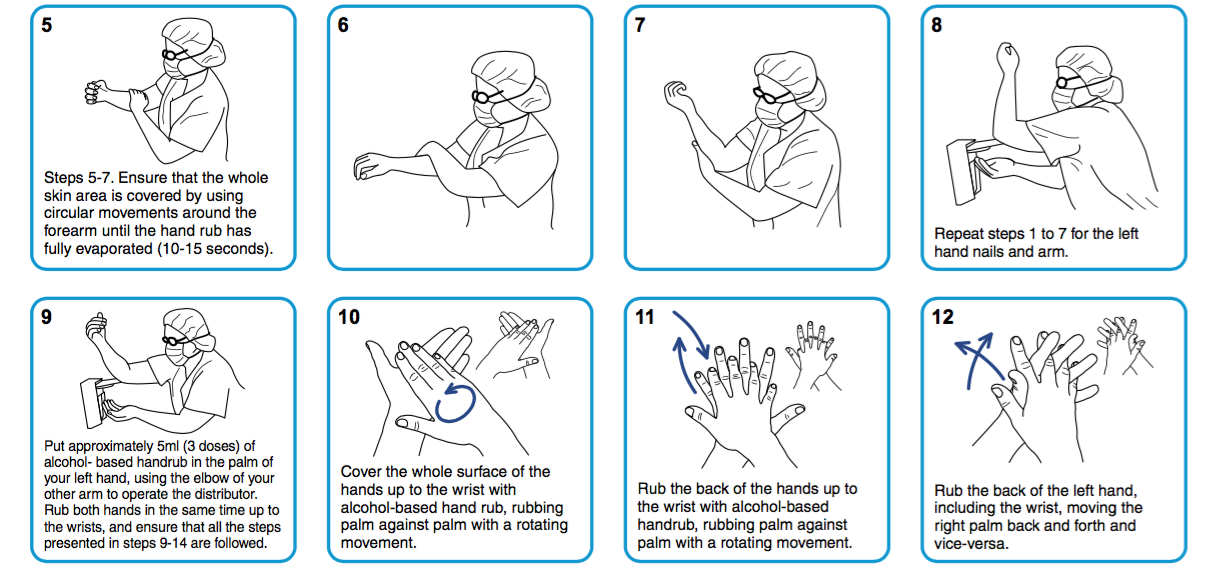 5
Steps 5-7. Ensure that the whole
skin area is covered by using
circular movements around the
forearm until the hand rub has
fully evaporated (10-15 seconds).
6
7
8
Repeat steps 1 to 7 for the left
hand nails and arm.
9
Put approximately 5ml (3 doses) of
alcohol- based handrub in the palm of
your left hand, using the elbow of your
other arm to operate the distributor.
Rub both hands in the same time up to
the wrists, and ensure that all the steps
presented in steps 9-14 are followed.
10
Cover the whole surface of the
hands up to the wrist with
alcohol-based hand rub, rubbing
palm against palm with a rotating
movement.
11
Rub the back of the hands up to
the wrist with alcohol-based
handrub, rubbing palm against
palm with a rotating movement.
12
Rub the back of the left hand,
including the wrist, moving the
right palm back and forth and
vice-versa.